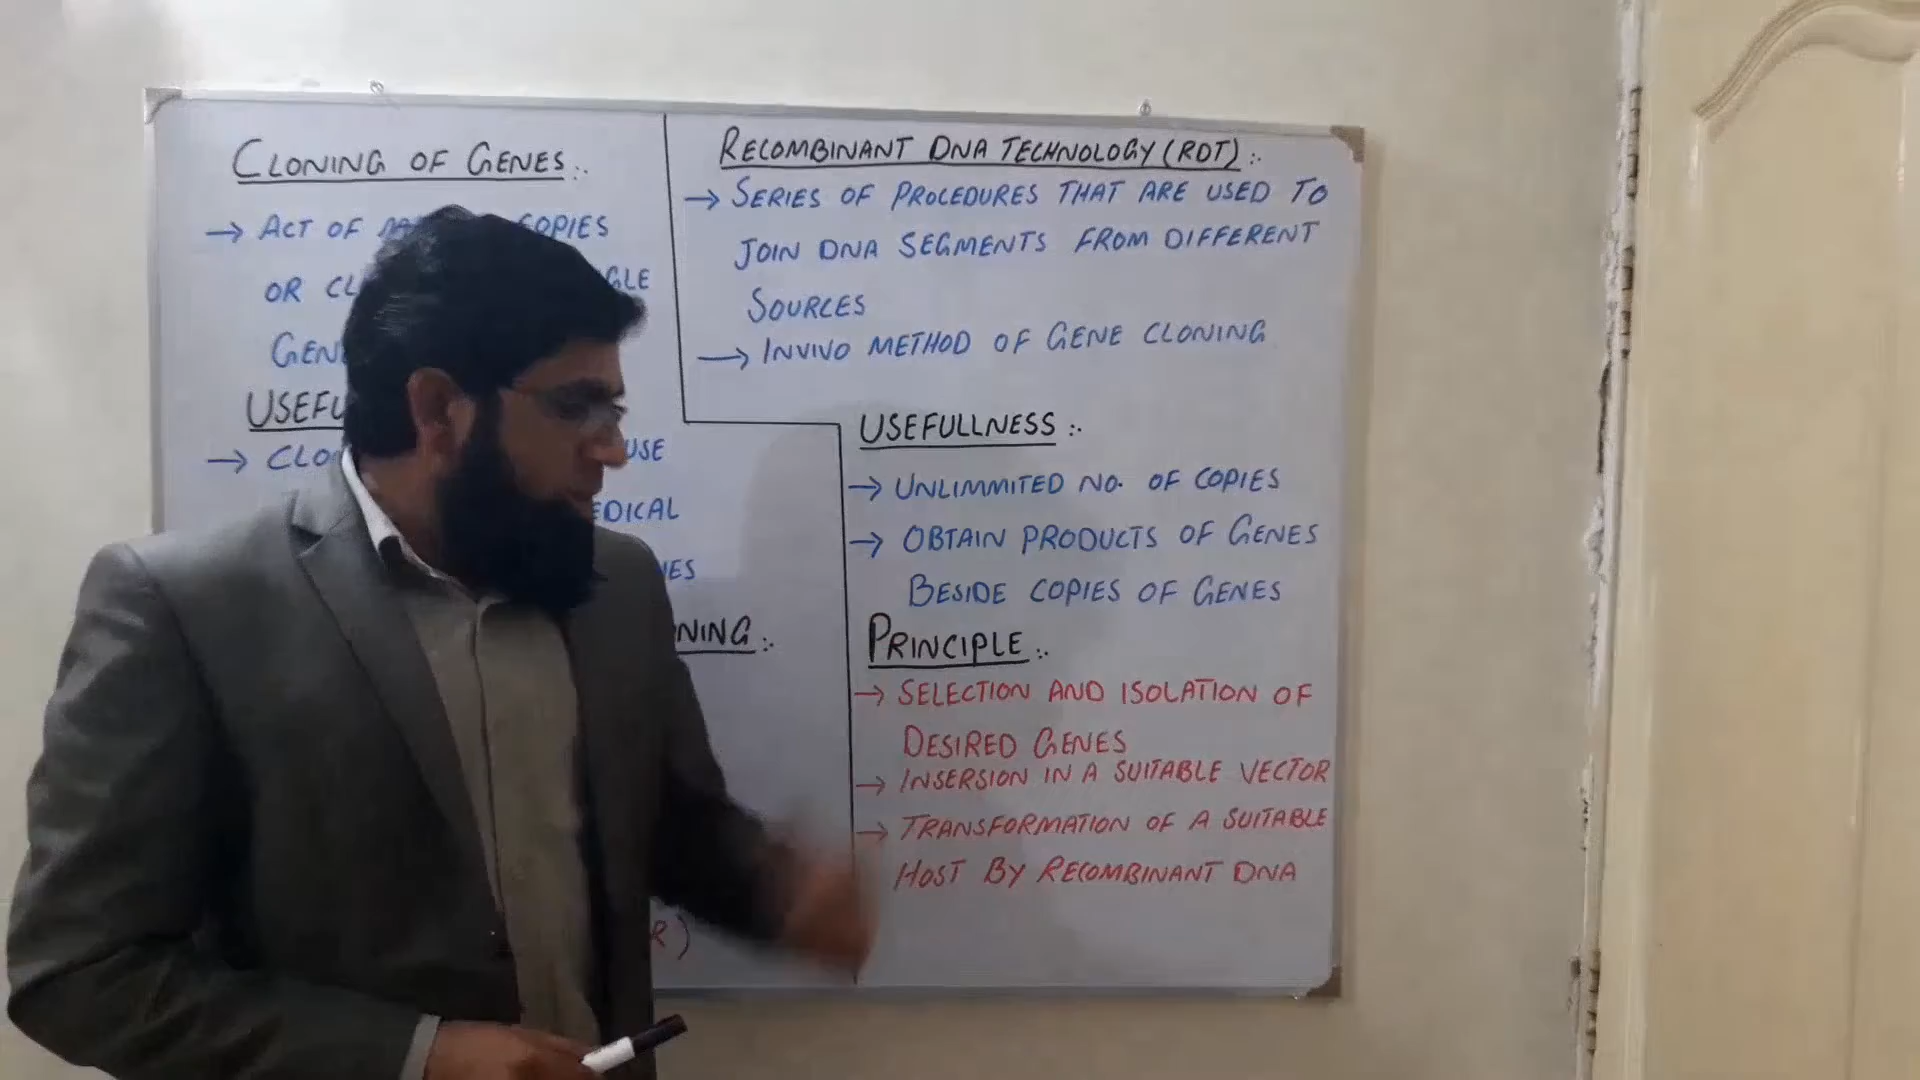 CLONING OF GENES:.
→ ACT OF COPIES
OR
USEFU
→ CLO USE
EDICAL
NING:.
R)
RECOMBINANT DNA TECHNOLOGY (RDT):.
→ SERIES OF PROCEDURES THAT ARE USED TO
JOIN DNA SEGMENTS FROM DIFFERENT
SOURCES
→ INVIVO METHOD OF GENE CLONING
USEFULLNESS:.
→ UNLIMMITED NO. OF COPIES
→ OBTAIN PRODUCTS OF GENES
BESIDE COPIES OF GENES
PRINCIPLE:.
→ SELECTION AND ISOLATION OF
DESIRED GENES
→ INSERSION IN A SUITABLE VECTOR
→ TRANSFORMATION OF A SUITABLE
HOST BY RECOMBINANT DNA